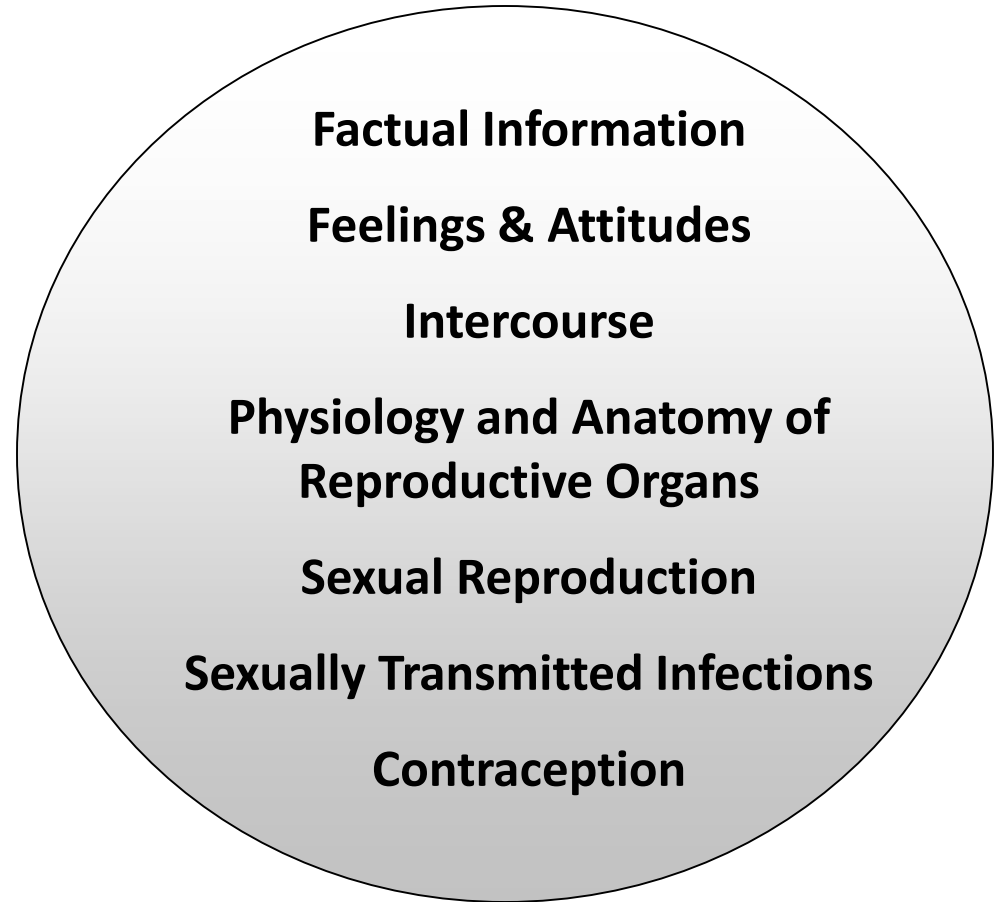 Factual Information
Feelings & Attitudes
Intercourse
Physiology and Anatomy of
Reproductive Organs
Sexual Reproduction
Sexually Transmitted Infections
Contraception